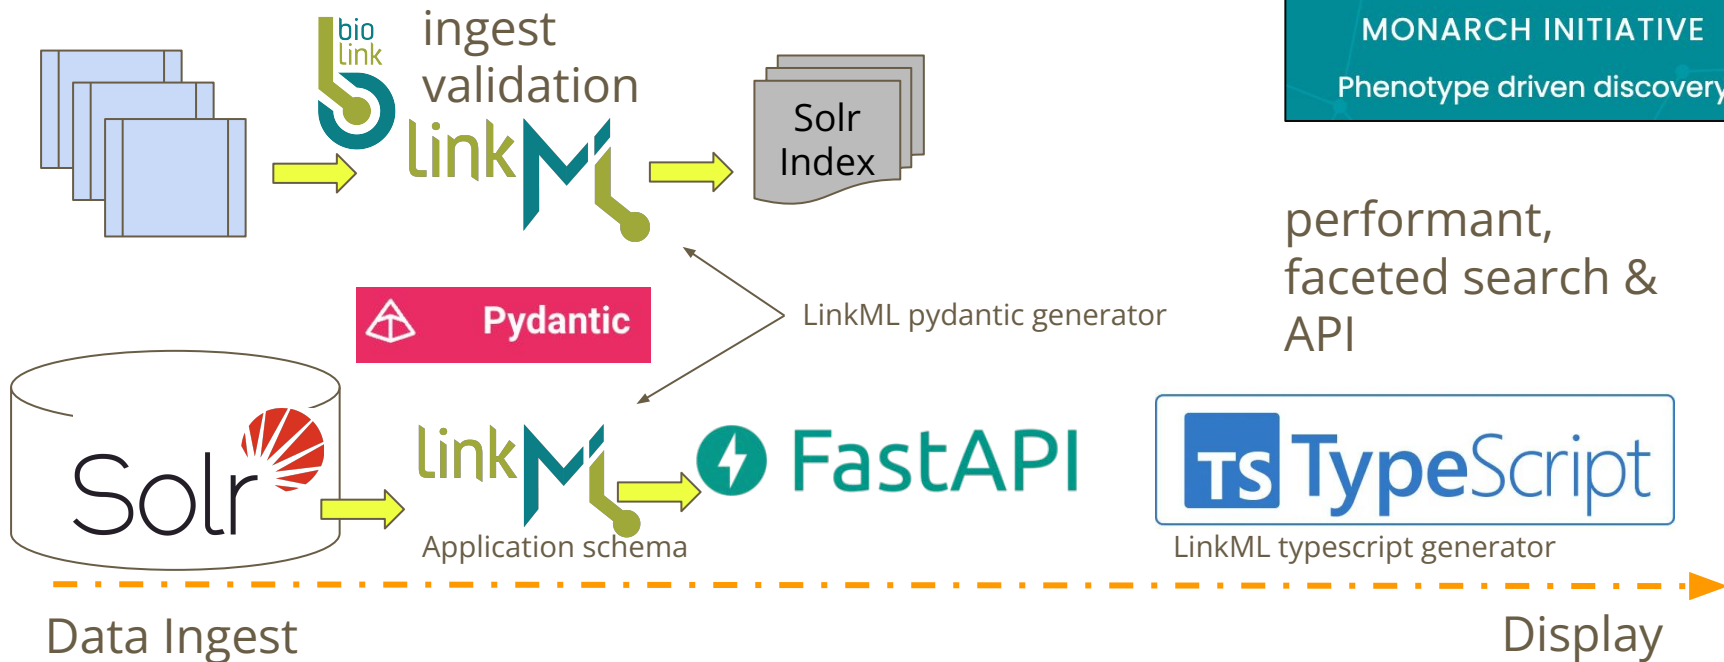 bio
link
ingest
validation
linkML
Solr
Index
MONARCH INITIATIVE
Phenotype driven discovery
performant,
faceted search &
API
Pydantic
LinkML pydantic generator
Solr
linkML
Application schema
FastAPI
TS TypeScript
LinkML typescript generator
Data Ingest
Display